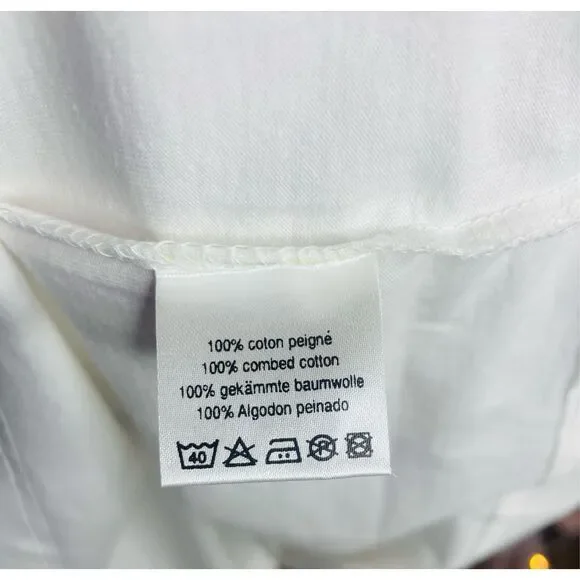 100% coton peigné
100% combed cotton
100% gekämmte baumwolle
100% Algodon peinado
40